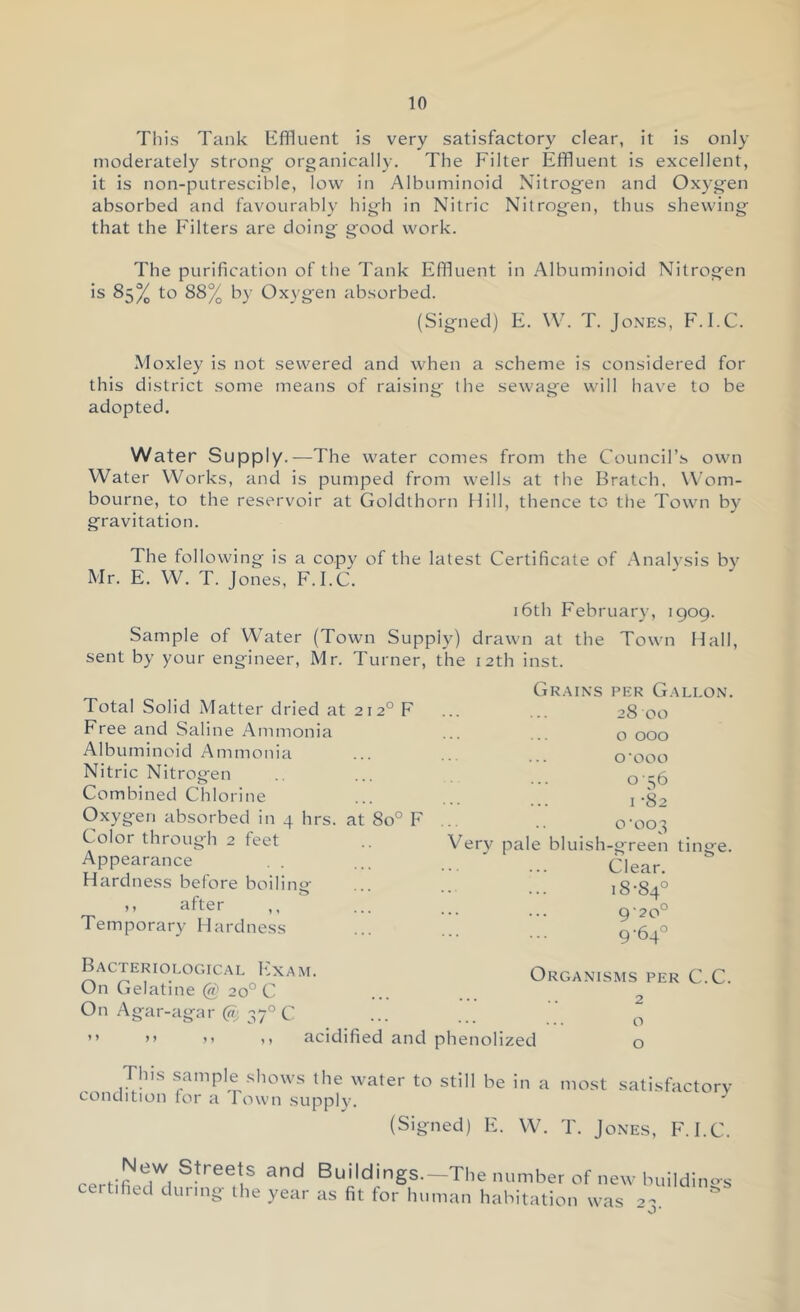 10
This Tank Effluent is very satisfactory clear, it is only
moderately strong organically. The Filter Effluent is excellent,
it is non-putrescible, low in Albuminoid Nitrogen and Oxygen
absorbed and favourably high in Nitric Nitrogen, thus shewing
that the Filters are doing good work.
The purification of the Tank Effluent in Albuminoid Nitrogen
is 85% to 88% by Oxygen absorbed.
(Signed) E. W. T. Jones, F.I.C.
Moxley is not sewered and when a scheme is considered for
this district some means of raising the sewage will have to be
adopted.
Water Supply.—The water comes from the Council's own
Water Works, and is pumped from wells at the Bratch, Wom-
bourne, to the reservoir at Goldthorn Hill, thence to the Town by
gravitation.
The following is a copy of the latest Certificate of Analysis by
Mr. E. W. T. Jones, F.I.C.
16th February, 1909.
Sample of Water (Town Supply) drawn at the Town Hall,
sent by your engineer, Mr. Turner, the 12th inst.
Grains per Gallon.
Total Solid Matter dried at 212° F ... ... 28·00
Free and Saline Ammonia ... ... 0·000
Albuminoid Ammonia ... ... ... 0·000
Nitric Nitrogen .. ... ... 0·56
Combined Chlorine ... ... ... 1·82
Oxygen absorbed in 4 hrs. at 80° F ... .. 0·003
Color through 2 feet .. Very pale bluish-green tinge.
Appearance .. ... ... ... Clear.
Hardness before boiling ... .. ... 18·84°
,, after ,, ... ... ... 9·20°
Temporary Hardness ... ... ... 9·64°
Bacteriological Exam. Organisms per C.C.
On Gelatine @ 20° C ... ... .. 2
On Agar-agar @ 37° C ... ... ... 0
,, ,, ,, ,, acidified and phenolized 0
This sample shows the water to still be in a most satisfactory
condition for a Town supply.
(Signed) E. W. T. Jones, F.I.C.
New Streets and Buildings.—The number of new buildings
certified during the year as fit for human habitation was 23.